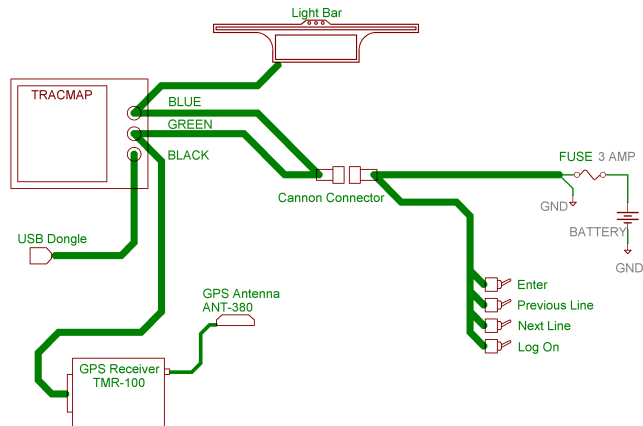 Light Bar
TRACMAP
BLUE
GREEN
BLACK
FUSE 3 AMP
Cannon Connector
GND
BATTERY
USB Dongle
GND
Enter
GPS Antenna
ANT-380
Previous Line
Next Line
Log On
GPS Receiver
TMR-100